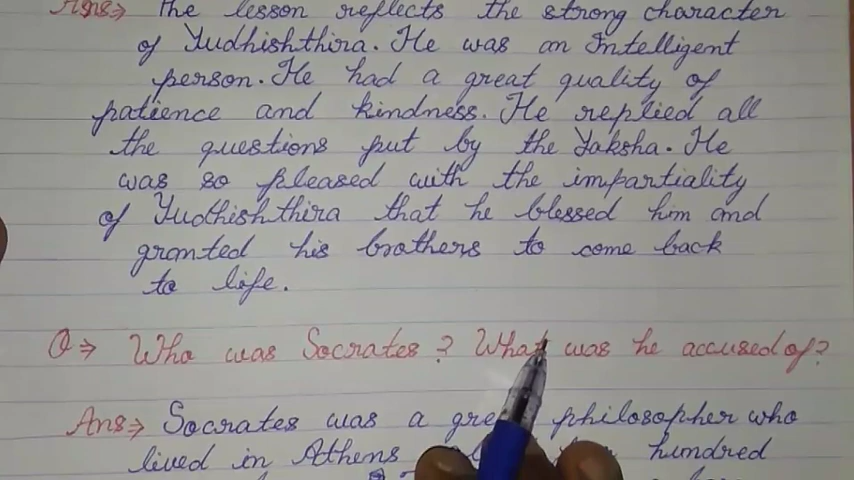 Ans⇒ The lesson reflects the strong character
of Yudhishthira. He was an Intelligent
person. He had a great quality of
patience and kindness. He replied all
the questions put by the Yaksha. He
was so pleased with the impartiality
of Yudhishthira that he blessed him and
granted his brothers to come back
to life.
Q⇒ Who was Socrates? What was he accused of?
Ans⇒ Socrates was a philosopher who
lived in Athens hundred